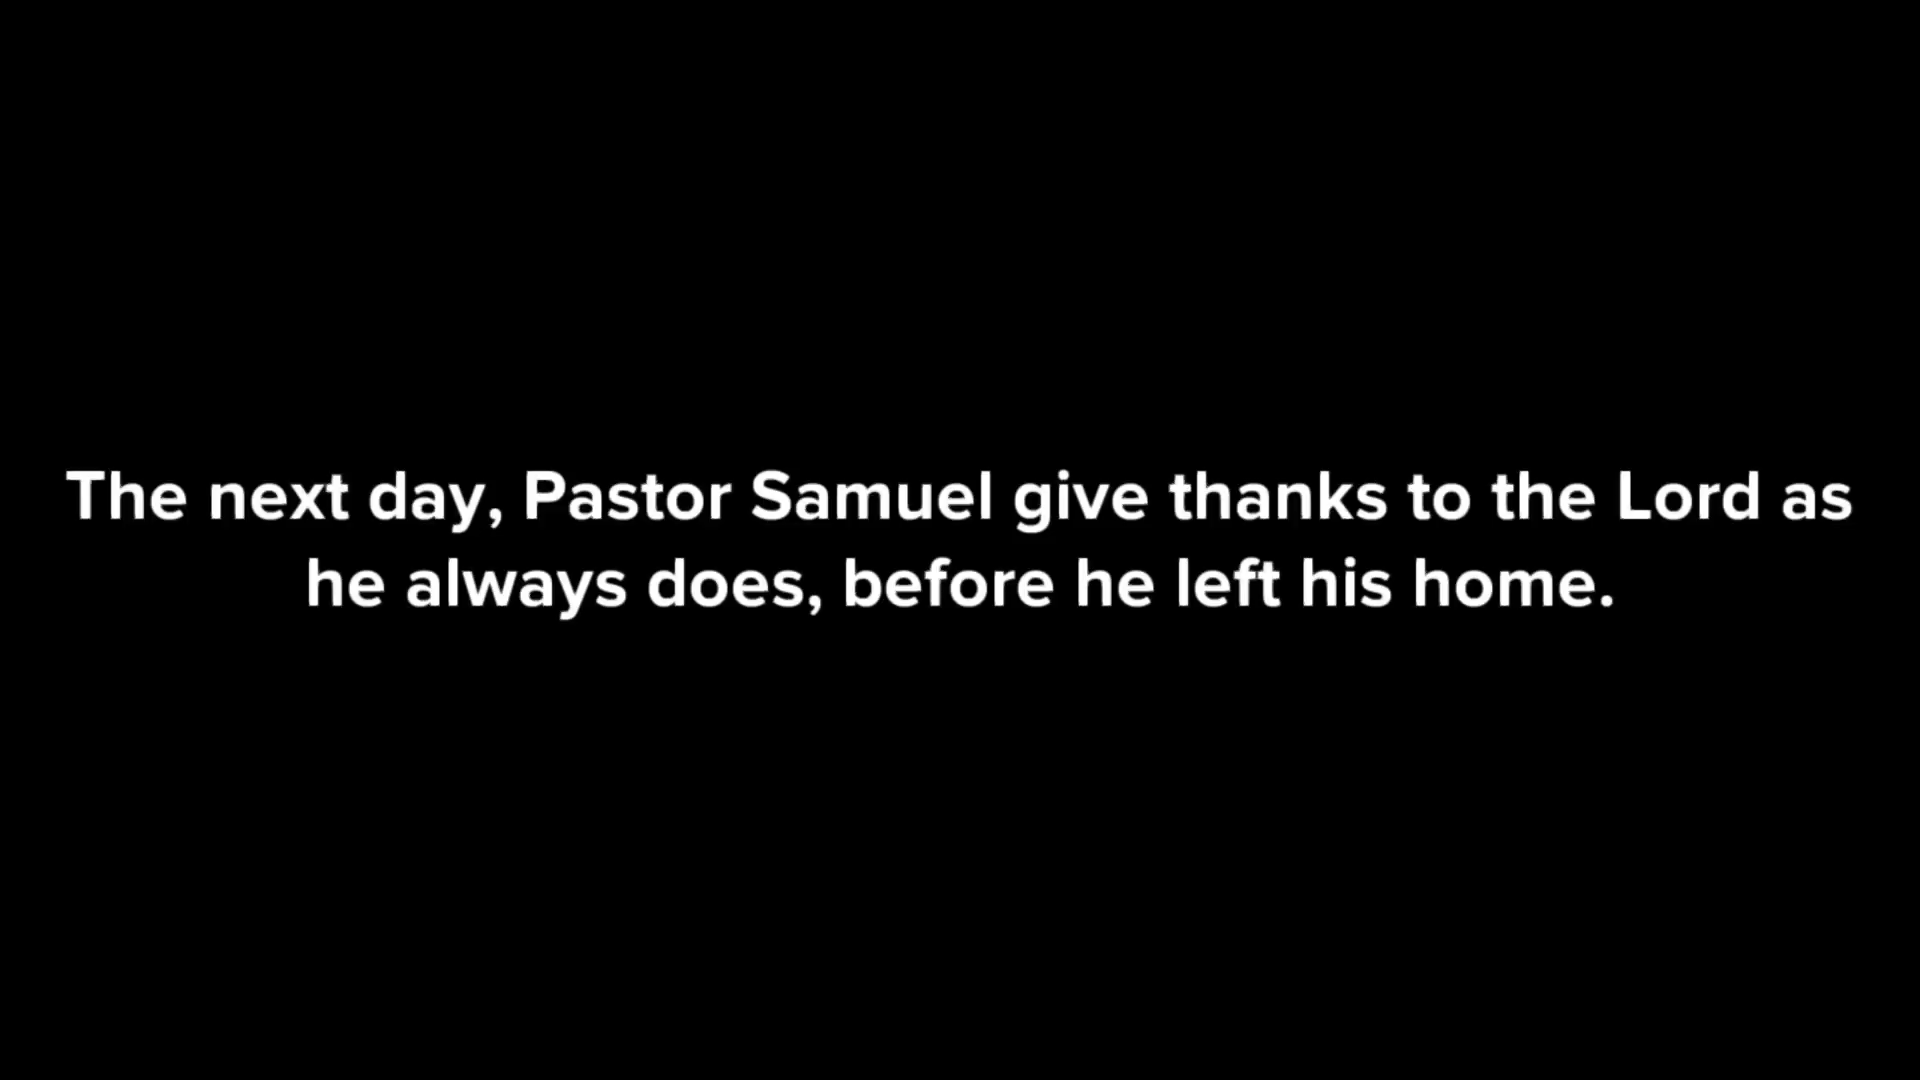 The next day, Pastor Samuel give thanks to the Lord as
he always does, before he left his home.